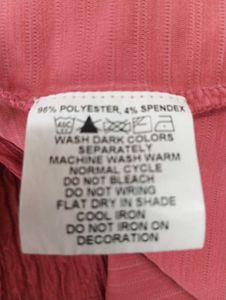 96% POLYESTER, 4% SPENDEX
WASH DARK COLORS
SEPARATELY
MACHINE WASH WARM
NORMAL CYCLE
DO NOT BLEACH
DO NOT WRING
FLAT DRY IN SHADE
COOL IRON
DO NOT IRON ON
DECORATION